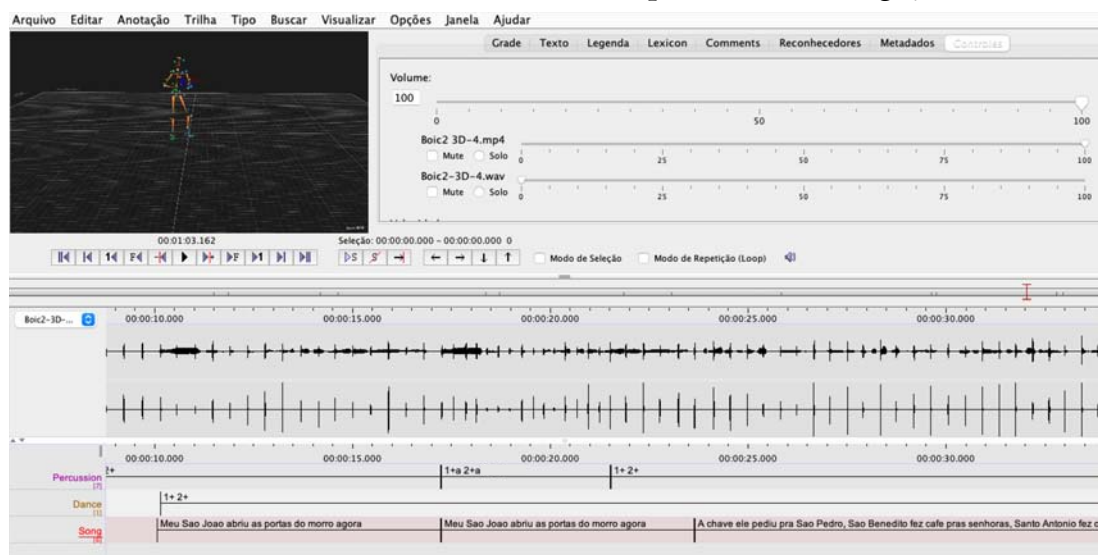 Arquivo Editar Anotação Trilha Tipo Buscar Visualizar Opções Janela Ajudar
Grade Texto Legenda Lexicon Comments Reconhecedores Metadados Controles
Volume:
100
0 50 100
Boic2 3D-4.mp4
Mute Solo 0 25 50 75 100
Boic2-3D-4.wav
Mute Solo 0 25 50 75 100
00:01:03.162 Seleção: 00:00:00.000 - 00:00:00.000 0
Modo de Seleção Modo de Repetição (Loop)
Boic2-3D-... 00:00:10.000 00:00:15.000 00:00:20.000 00:00:25.000 00:00:30.000
00:00:10.000 00:00:15.000 00:00:20.000 00:00:25.000 00:00:30.000
Percussion 2+ 1+a 2+a 1+ 2+
[7]
Dance 1+ 2+
[1]
Song Meu Sao Joao abriu as portas do morro agora Meu Sao Joao abriu as portas do morro agora A chave ele pediu pra Sao Pedro, Sao Benedito fez cafe pras senhoras, Santo Antonio fez